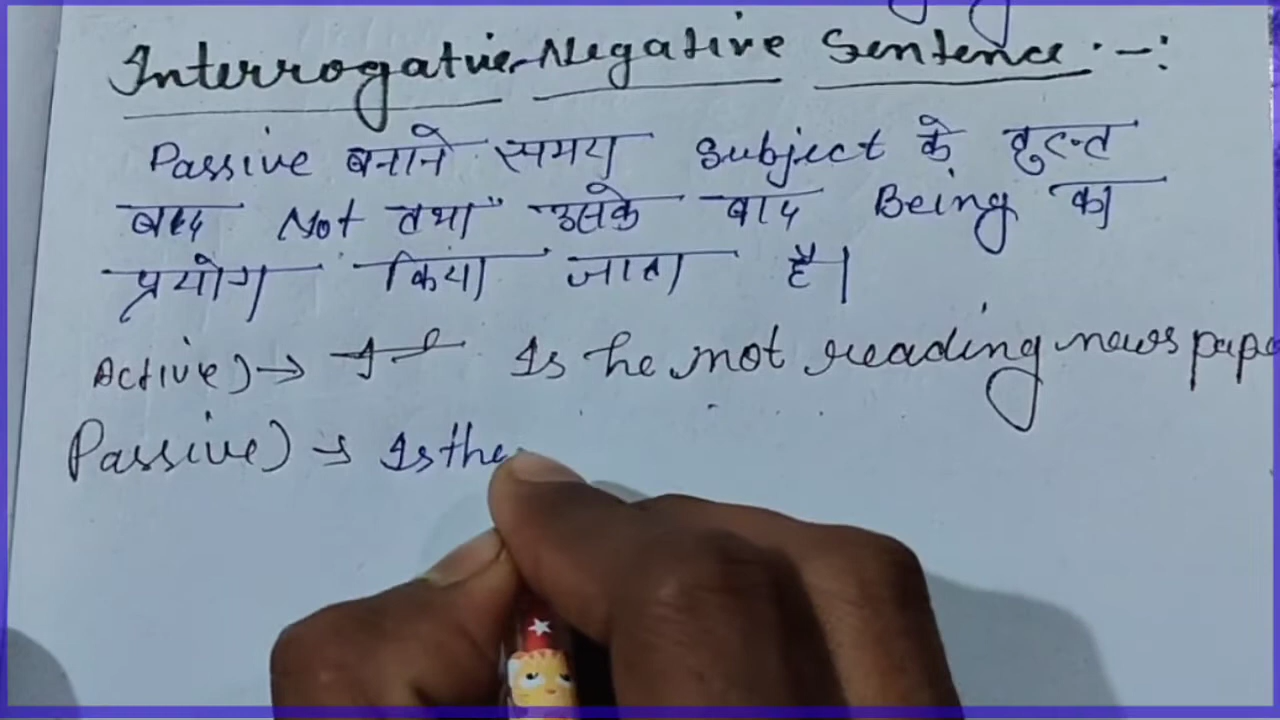 Interrogative-Negative Sentence :-
Passive बनाने समय Subject के तुरन्त
बाद Not तथा उसके बाद Being का
प्रयोग किया जाता है।
Active) → Is he not reading news pape
Passive) → Is the